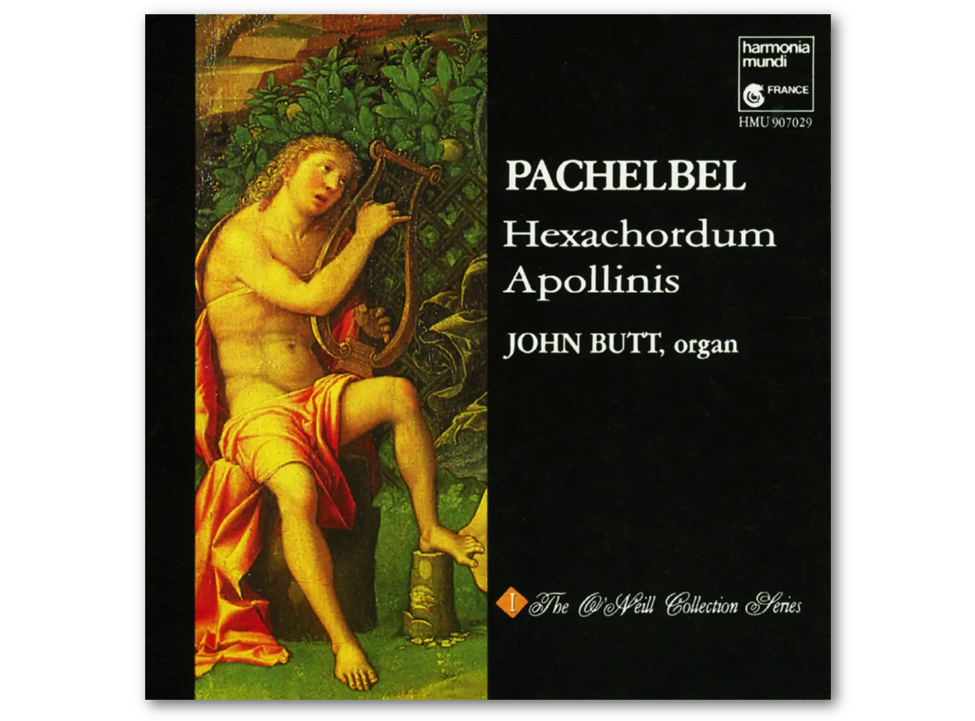 harmonia
mundi
FRANCE
HMU 907029
PACHELBEL
Hexachordum
Apollinis
JOHN BUTT, organ
I The O'Neill Collection Series